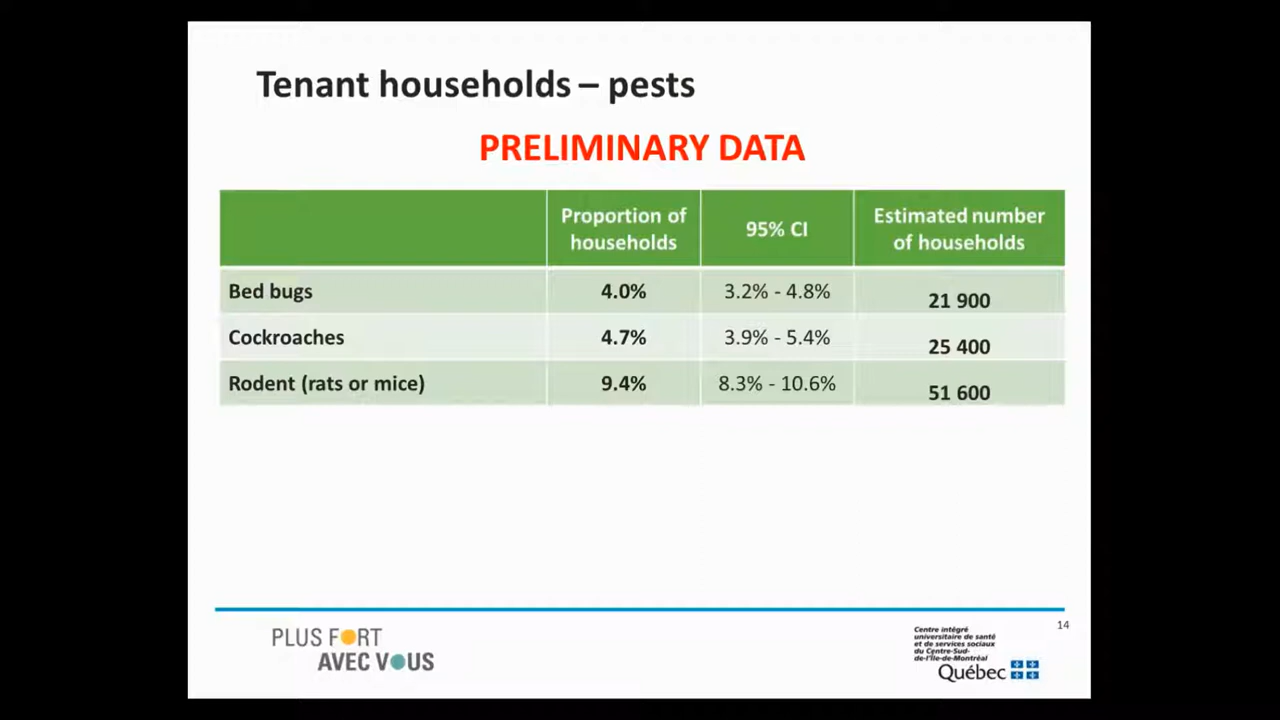 Tenant households – pests
PRELIMINARY DATA
Proportion of
households
95% CI
Estimated number
of households
Bed bugs
4.0%
3.2% - 4.8%
21 900
Cockroaches
4.7%
3.9% - 5.4%
25 400
Rodent (rats or mice)
9.4%
8.3% - 10.6%
51 600
14
PLUS FORT
AVEC VOUS
Centre intégré
universitaire de santé
et de services sociaux
du Centre-Sud-
de-l'Île-de-Montréal
Québec